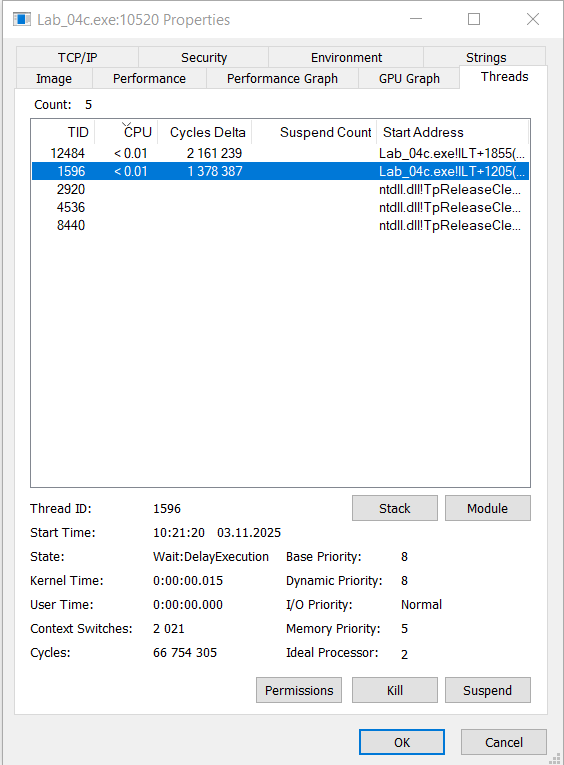 Lab_04c.exe:10520 Properties
TCP/IP Security Environment Strings
Image Performance Performance Graph GPU Graph Threads
Count: 5
TID CPU Cycles Delta Suspend Count Start Address
12484 < 0.01 2 161 239 Lab_04c.exe!ILT+1855(...
1596 < 0.01 1 378 387 Lab_04c.exe!ILT+1205(...
2920 ntdll.dll!TpReleaseCle...
4536 ntdll.dll!TpReleaseCle...
8440 ntdll.dll!TpReleaseCle...
Thread ID: 1596 Stack Module
Start Time: 10:21:20 03.11.2025
State: Wait:DelayExecution Base Priority: 8
Kernel Time: 0:00:00.015 Dynamic Priority: 8
User Time: 0:00:00.000 I/O Priority: Normal
Context Switches: 2 021 Memory Priority: 5
Cycles: 66 754 305 Ideal Processor: 2
Permissions Kill Suspend
OK Cancel